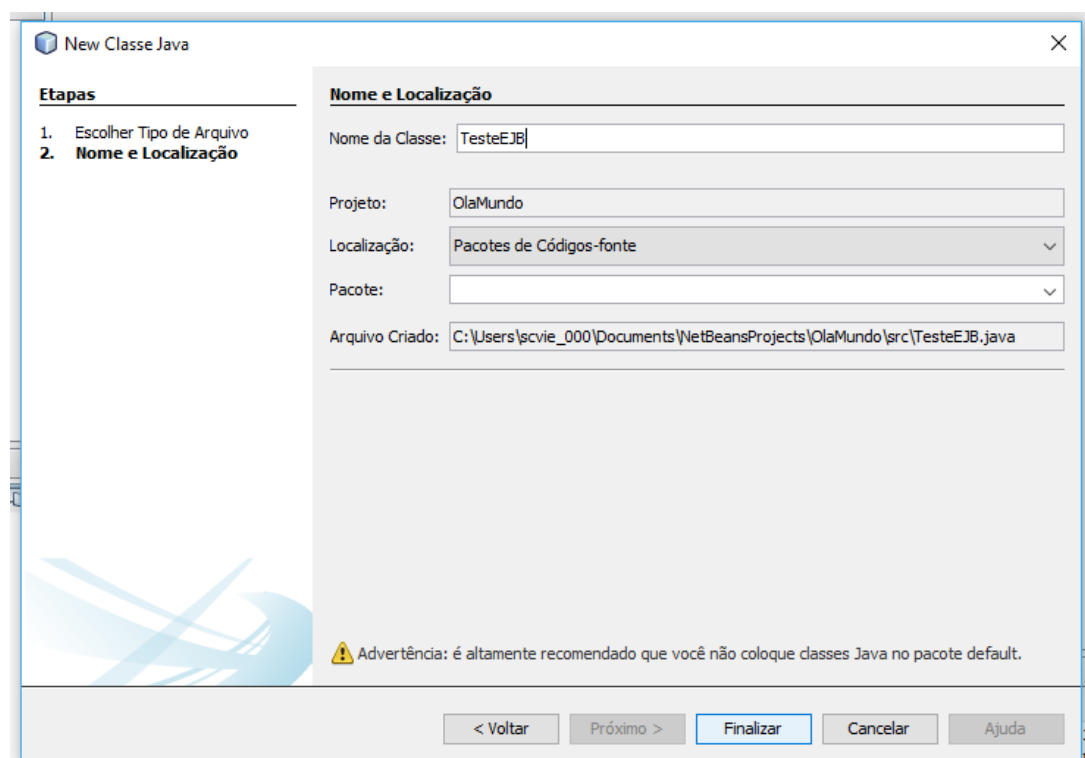 New Classe Java
Etapas
1. Escolher Tipo de Arquivo
2. Nome e Localização
Nome e Localização
Nome da Classe: TesteEJB
Projeto: OlaMundo
Localização: Pacotes de Códigos-fonte
Pacote:
Arquivo Criado: C:\Users\scvie_000\Documents\NetBeansProjects\OlaMundo\src\TesteEJB.java
Advertência: é altamente recomendado que você não coloque classes Java no pacote default.
< Voltar Próximo > Finalizar Cancelar Ajuda